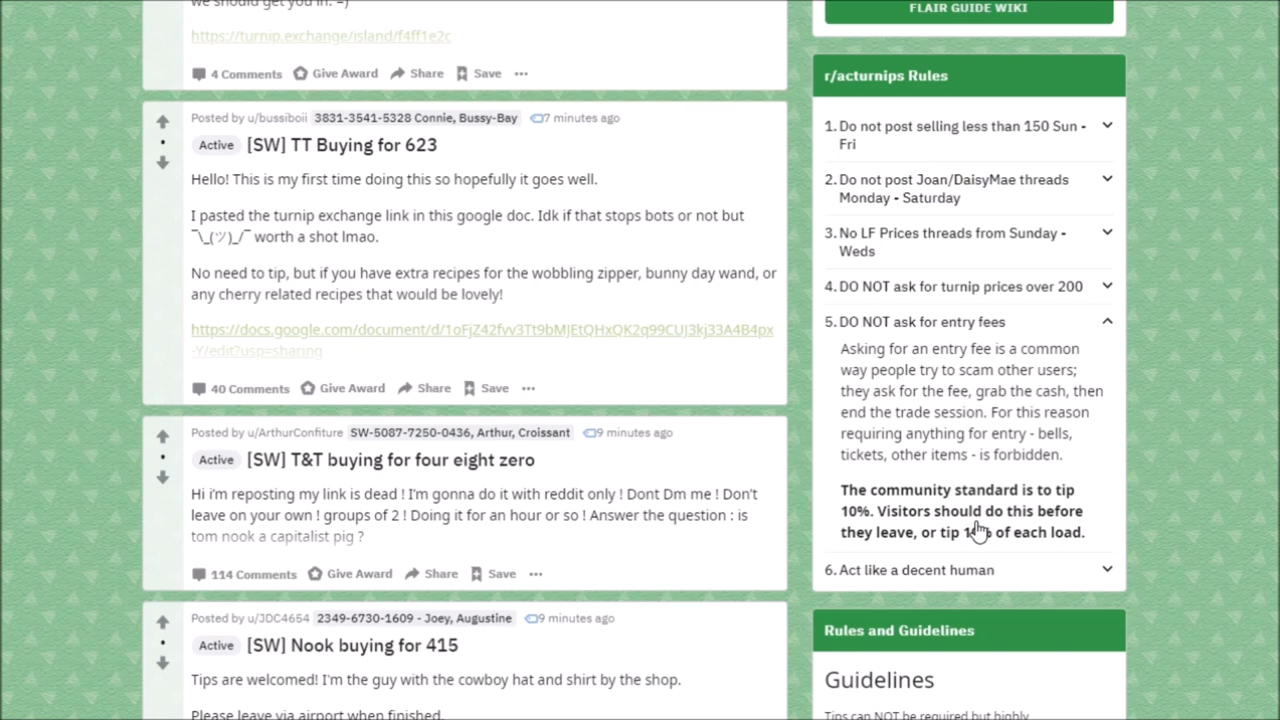 we should get you in. =)
https://turnip.exchange/island/f4ff1e2c
4 Comments Give Award Share Save ...
Posted by u/bussiboii 3831-3541-5328 Connie, Bussy-Bay 7 minutes ago
Active [SW] TT Buying for 623
Hello! This is my first time doing this so hopefully it goes well.
I pasted the turnip exchange link in this google doc. Idk if that stops bots or not but
¯\_(ツ)_/¯ worth a shot lmao.
No need to tip, but if you have extra recipes for the wobbling zipper, bunny day wand, or
any cherry related recipes that would be lovely!
https://docs.google.com/document/d/1oFjZ42fvv3Tt9bMJEtQHxQK2q99CUJ3kj33A4B4px
-Y/edit?usp=sharing
40 Comments Give Award Share Save ...
Posted by u/ArthurConfiture SW-5087-7250-0436, Arthur, Croissant 9 minutes ago
Active [SW] T&T buying for four eight zero
Hi i'm reposting my link is dead ! I'm gonna do it with reddit only ! Dont Dm me ! Don't
leave on your own ! groups of 2 ! Doing it for an hour or so ! Answer the question : is
tom nook a capitalist pig ?
114 Comments Give Award Share Save ...
Posted by u/JDC4654 2349-6730-1609 - Joey, Augustine 9 minutes ago
Active [SW] Nook buying for 415
Tips are welcomed! I'm the guy with the cowboy hat and shirt by the shop.
Please leave via airport when finished.
FLAIR GUIDE WIKI
r/acturnips Rules
1. Do not post selling less than 150 Sun -
Fri
2. Do not post Joan/DaisyMae threads
Monday - Saturday
3. No LF Prices threads from Sunday -
Weds
4. DO NOT ask for turnip prices over 200
5. DO NOT ask for entry fees
Asking for an entry fee is a common
way people try to scam other users;
they ask for the fee, grab the cash, then
end the trade session. For this reason
requiring anything for entry - bells,
tickets, other items - is forbidden.
The community standard is to tip
10%. Visitors should do this before
they leave, or tip of each load.
6. Act like a decent human
Rules and Guidelines
Guidelines
Tips can NOT be required but highly